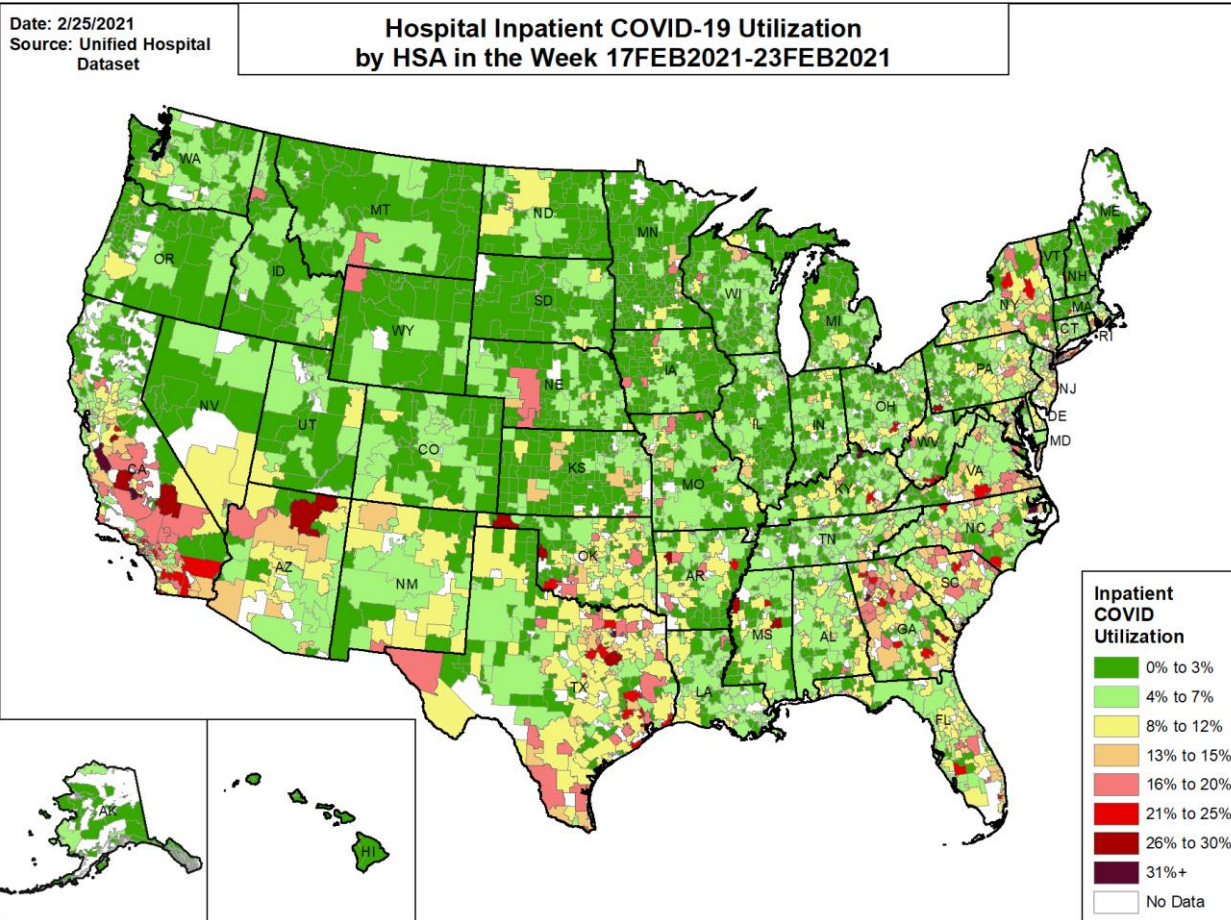 Date: 2/25/2021
Source: Unified Hospital
Dataset
Hospital Inpatient COVID-19 Utilization
by HSA in the Week 17FEB2021-23FEB2021
WA
MT
ND
MN
ME
OR
ID
SD
WI
MI
VT
NH
NY
MA
CT
RI
WY
IA
NE
PA
NJ
NV
UT
CO
IL
IN
OH
DE
MD
CA
KS
MO
WV
VA
KY
AZ
NM
OK
AR
TN
NC
SC
TX
LA
MS
AL
GA
FL
AK
HI
Inpatient
COVID
Utilization
0% to 3%
4% to 7%
8% to 12%
13% to 15%
16% to 20%
21% to 25%
26% to 30%
31%+
No Data